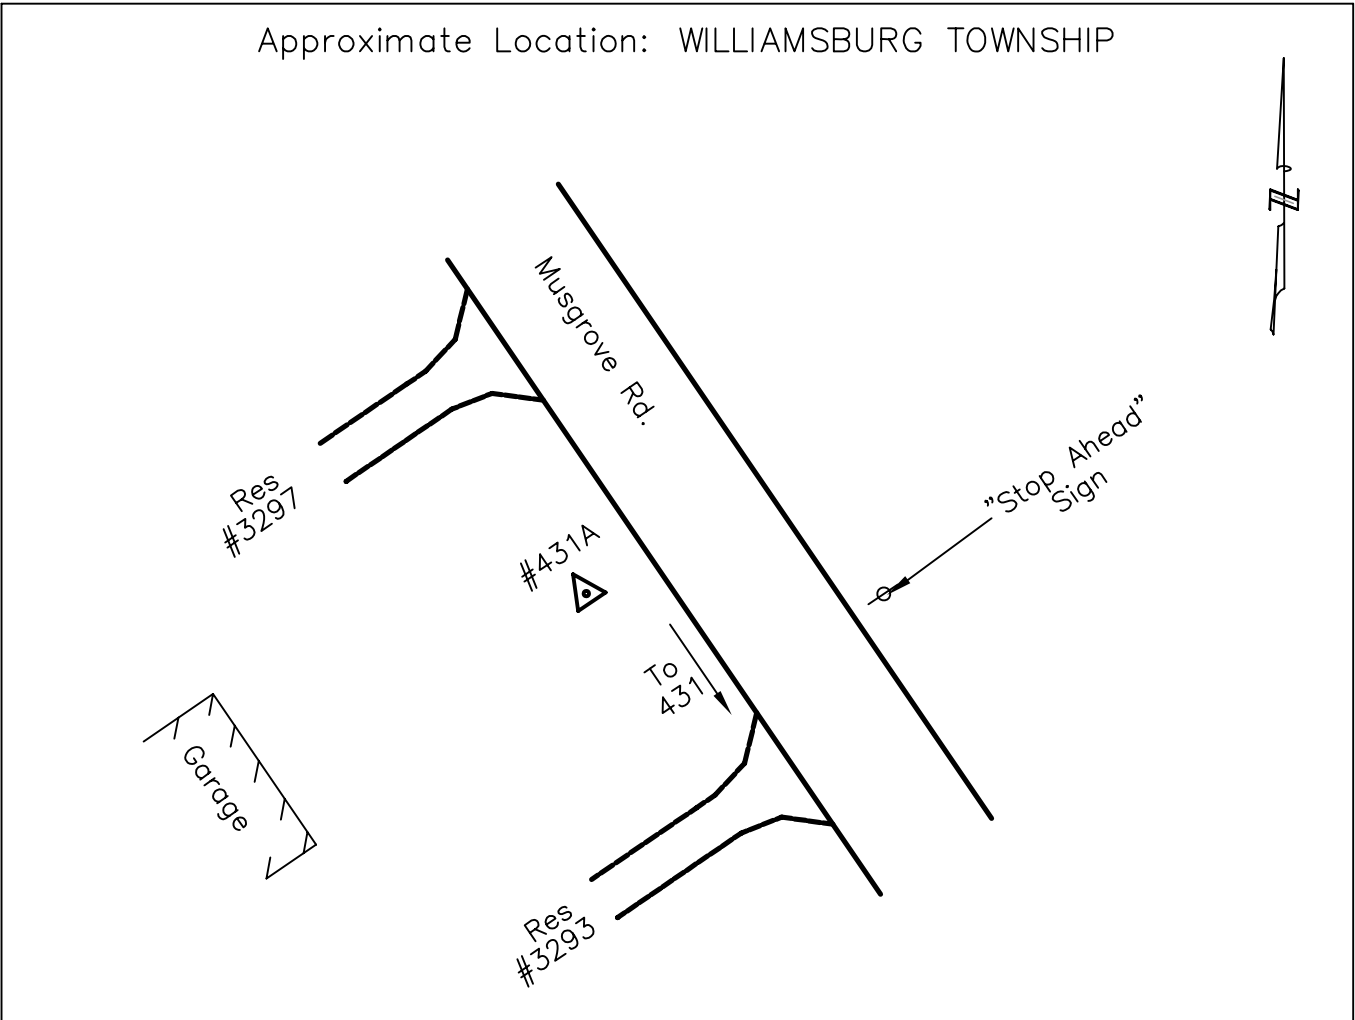 Approximate Location: WILLIAMSBURG TOWNSHIP
N
Musgrove Rd.
"Stop Ahead"
Sign
Res
#3297
#431A
To
431
Garage
Res
#3293